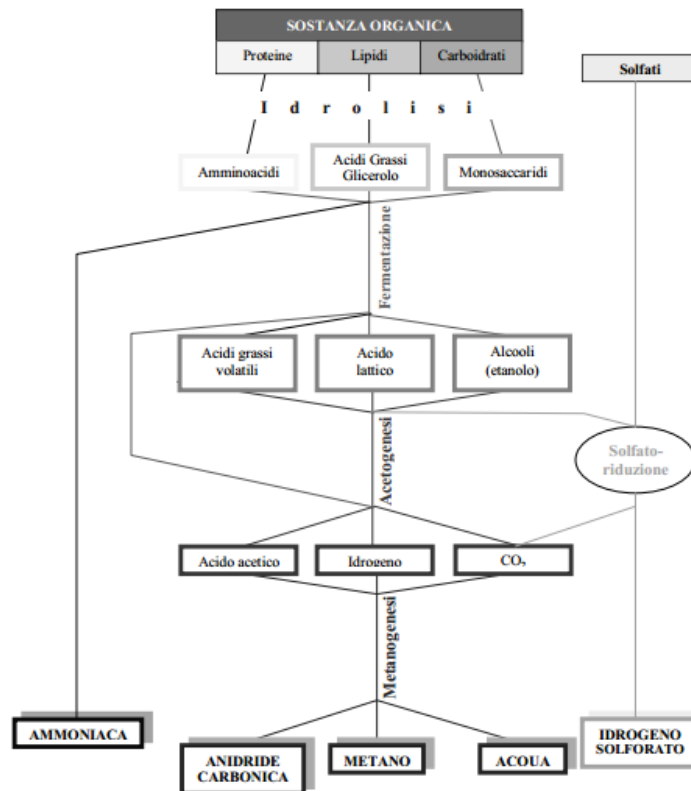 SOSTANZA ORGANICA
Proteine Lipidi Carboidrati
Solfati
I d r o l i s i
Amminoacidi
Acidi Grassi
Glicerolo
Monosaccaridi
Fermentazione
Acidi grassi
volatili
Acido
lattico
Alcooli
(etanolo)
Acetogenesi
Solfato-
riduzione
Acido acetico
Idrogeno
CO₂
Metanogenesi
AMMONIACA
ANIDRIDE
CARBONICA
METANO
ACQUA
IDROGENO
SOLFORATO